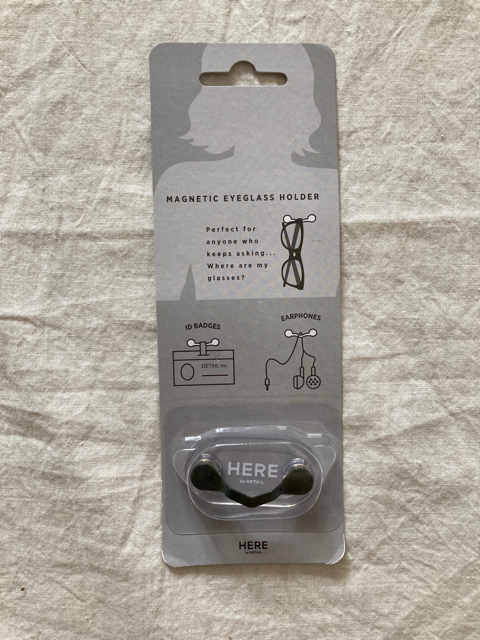 MAGNETIC EYEGLASS HOLDER
Perfect for
anyone who
keeps asking...
Where are my
glasses?
ID BADGES
DETAIL inc.
EARPHONES
HERE
by DETAIL
HERE
by DETAIL